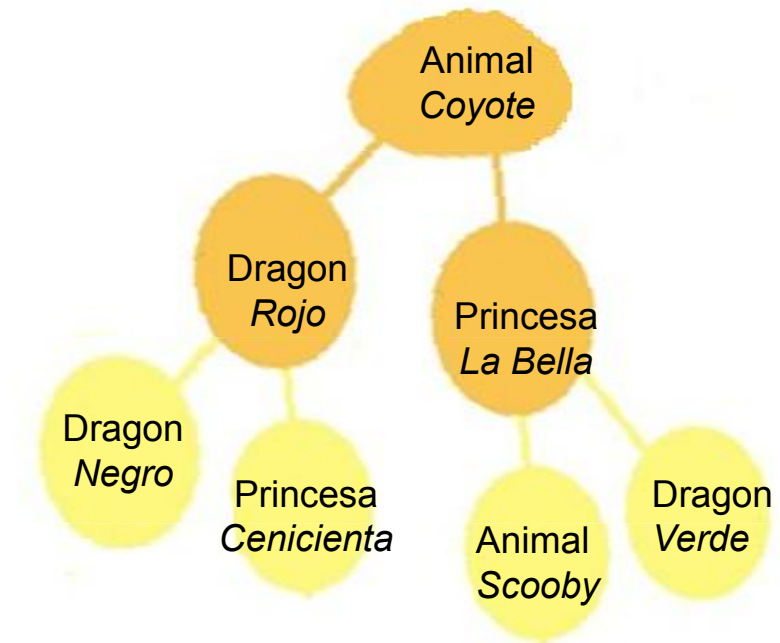 Animal
Coyote
Dragon
Rojo
Princesa
La Bella
Dragon
Negro
Princesa
Cenicienta
Animal
Scooby
Dragon
Verde